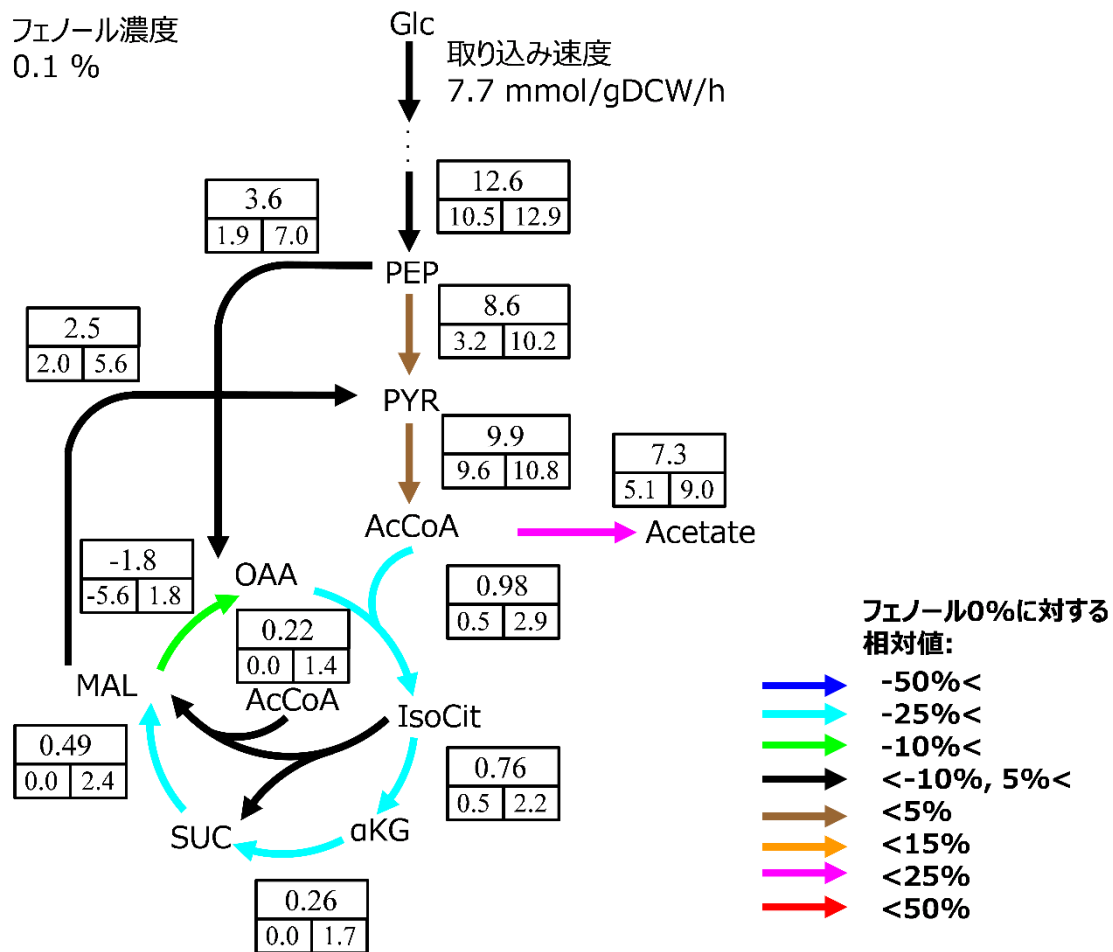 フェノール濃度
0.1 %
Glc
取り込み速度
7.7 mmol/gDCW/h
12.6
10.5 12.9
3.6
1.9 7.0
PEP
8.6
3.2 10.2
2.5
2.0 5.6
PYR
9.9
9.6 10.8
7.3
5.1 9.0
AcCoA
Acetate
-1.8
-5.6 1.8
OAA
0.98
0.5 2.9
0.22
0.0 1.4
AcCoA
MAL
IsoCit
0.49
0.0 2.4
0.76
0.5 2.2
SUC
αKG
0.26
0.0 1.7
フェノール0%に対する
相対値:
-50%<
-25%<
-10%<
<-10%, 5%<
<5%
<15%
<25%
<50%